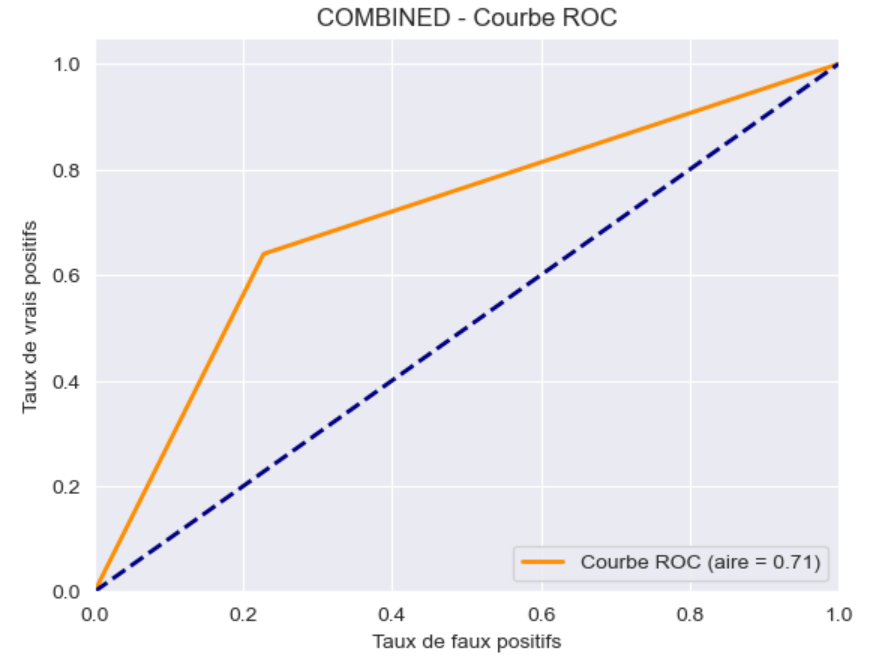 COMBINED - Courbe ROC
Taux de vrais positifs
1.0
0.8
0.6
0.4
0.2
0.0
0.0 0.2 0.4 0.6 0.8 1.0
Taux de faux positifs
Courbe ROC (aire = 0.71)